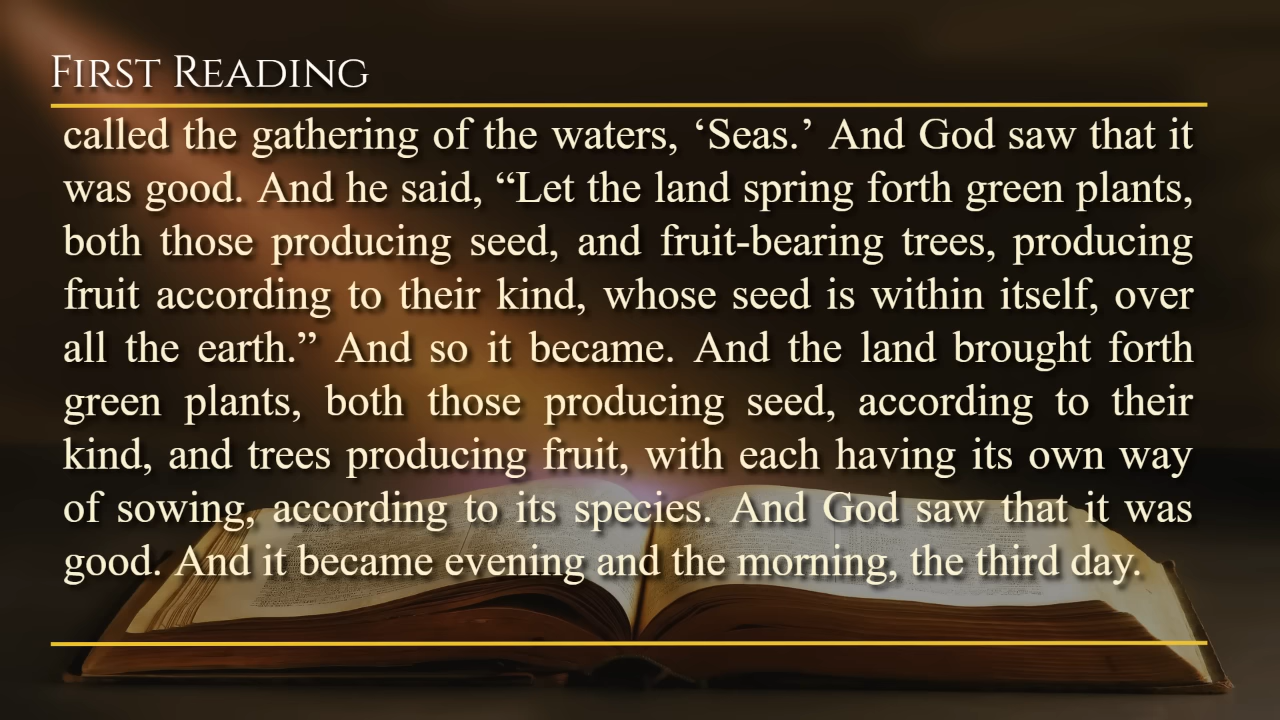 First Reading
called the gathering of the waters, ‘Seas.’ And God saw that it
was good. And he said, “Let the land spring forth green plants,
both those producing seed, and fruit-bearing trees, producing
fruit according to their kind, whose seed is within itself, over
all the earth.” And so it became. And the land brought forth
green plants, both those producing seed, according to their
kind, and trees producing fruit, with each having its own way
of sowing, according to its species. And God saw that it was
good. And it became evening and the morning, the third day.